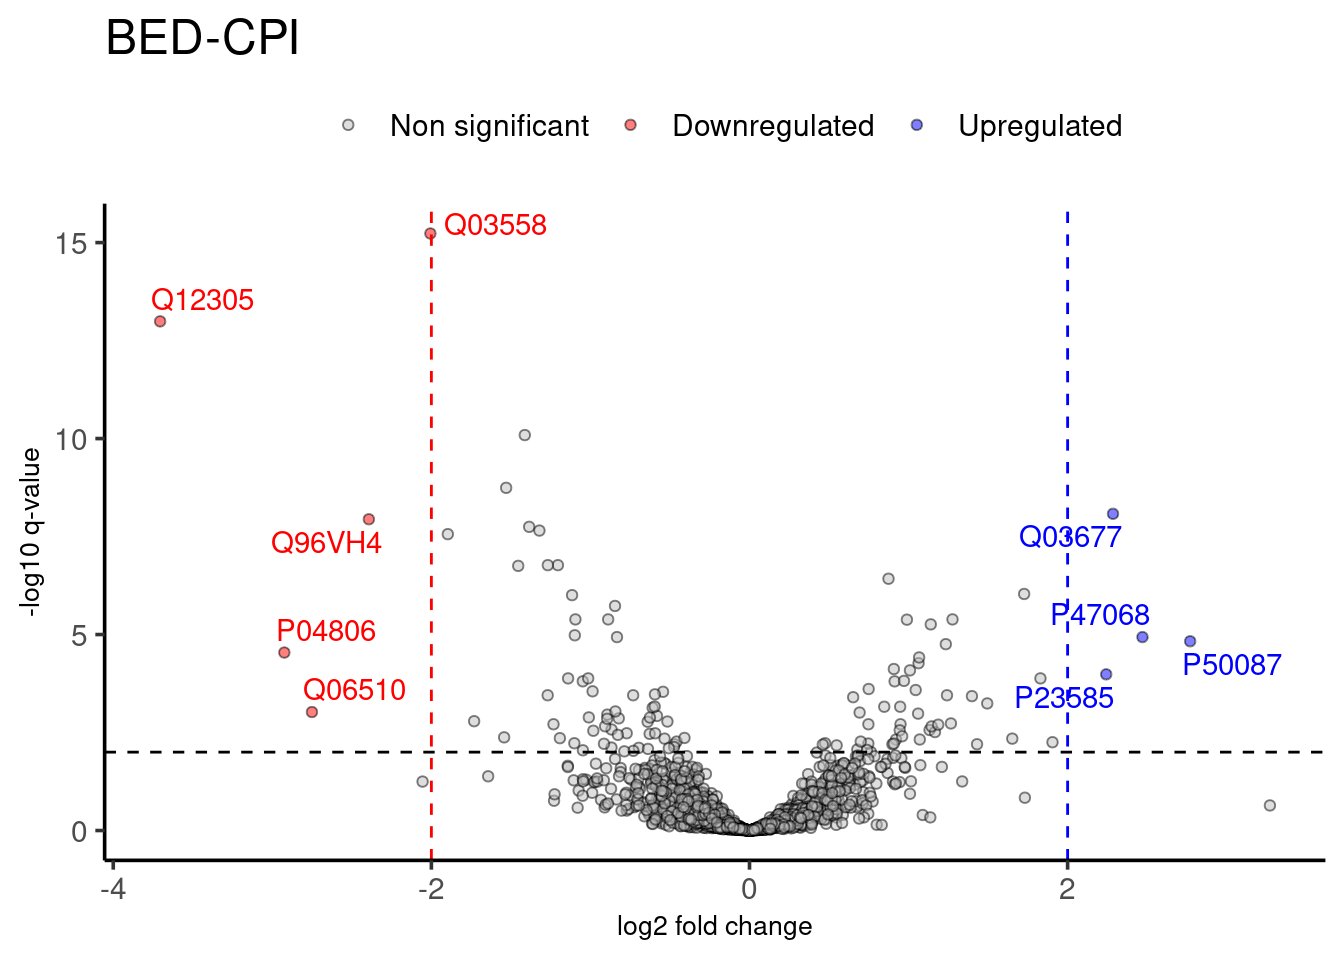 BED-CPI
Non significant Downregulated Upregulated
Q03558
15
Q12305
10
Q03677
Q96VH4
-log10 q-value
P47068
P04806
5
P50087
Q06510
P23585
0
-4 -2 0 2
log2 fold change